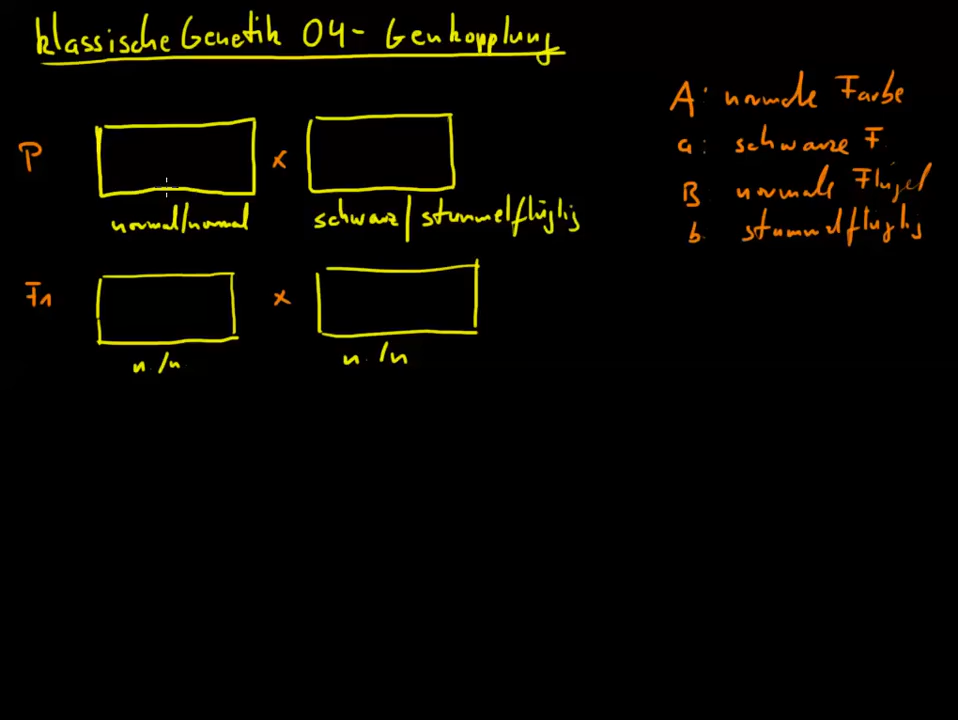 klassische Genetik 04 - Genkopplung
P x
normal/normal schwarz/stummelflüglig
F1 x
n./n n./n
A: normale Farbe
a: schwarze F.
B normale Flügel
b. stummelflüglig